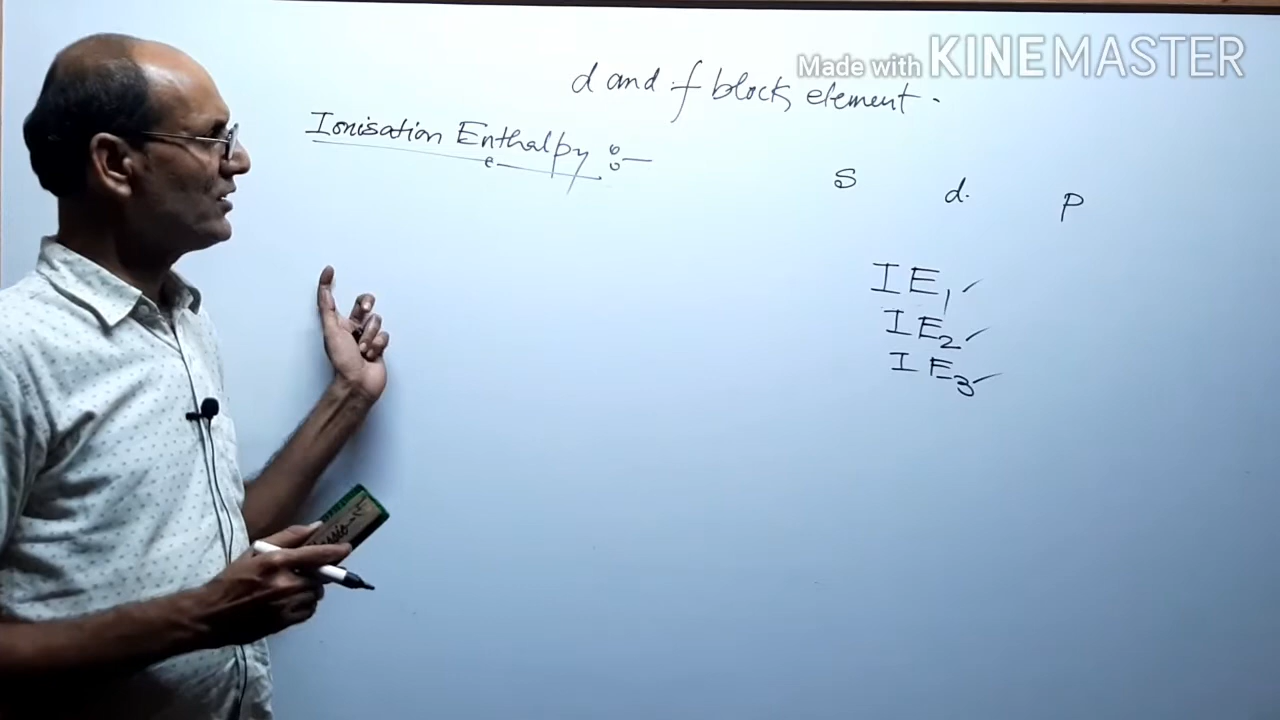 Made with KINEMASTER
d and f block element.
Ionisation Enthalpy :-
s d. p
IE1 ✓
IE2 ✓
IE3 ✓